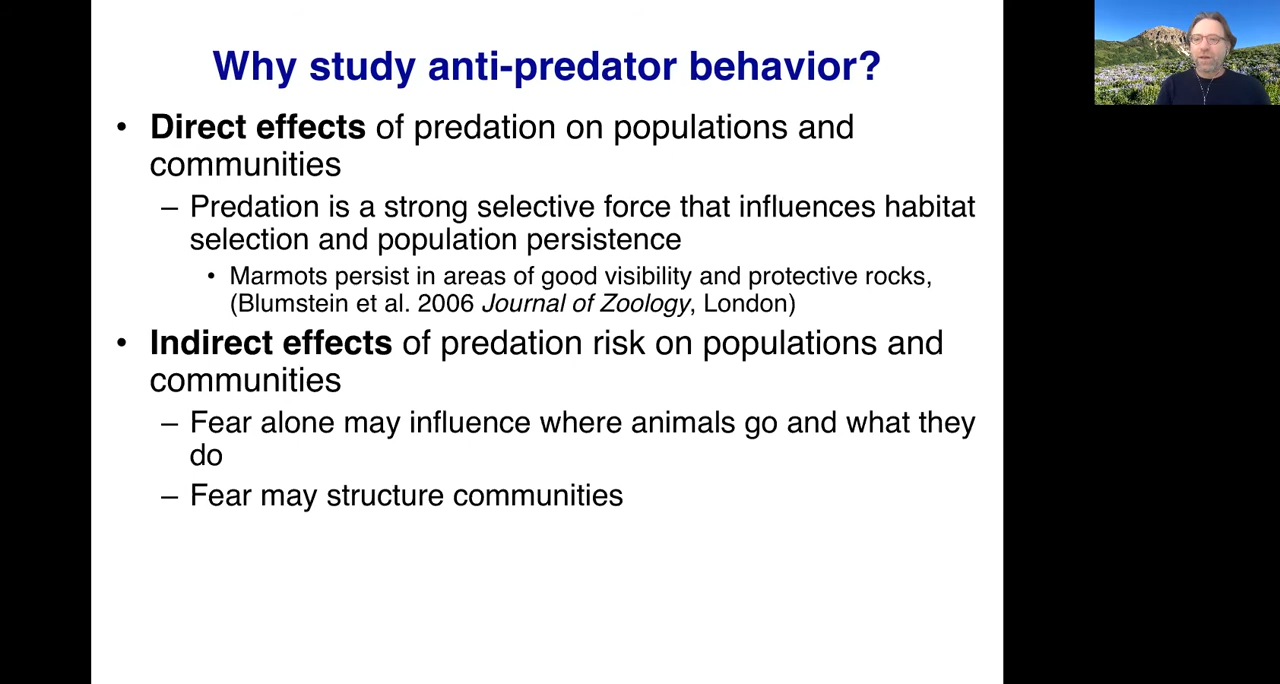 Why study anti-predator behavior?
• Direct effects of predation on populations and
communities
– Predation is a strong selective force that influences habitat
selection and population persistence
• Marmots persist in areas of good visibility and protective rocks,
(Blumstein et al. 2006 Journal of Zoology, London)
• Indirect effects of predation risk on populations and
communities
– Fear alone may influence where animals go and what they
do
– Fear may structure communities